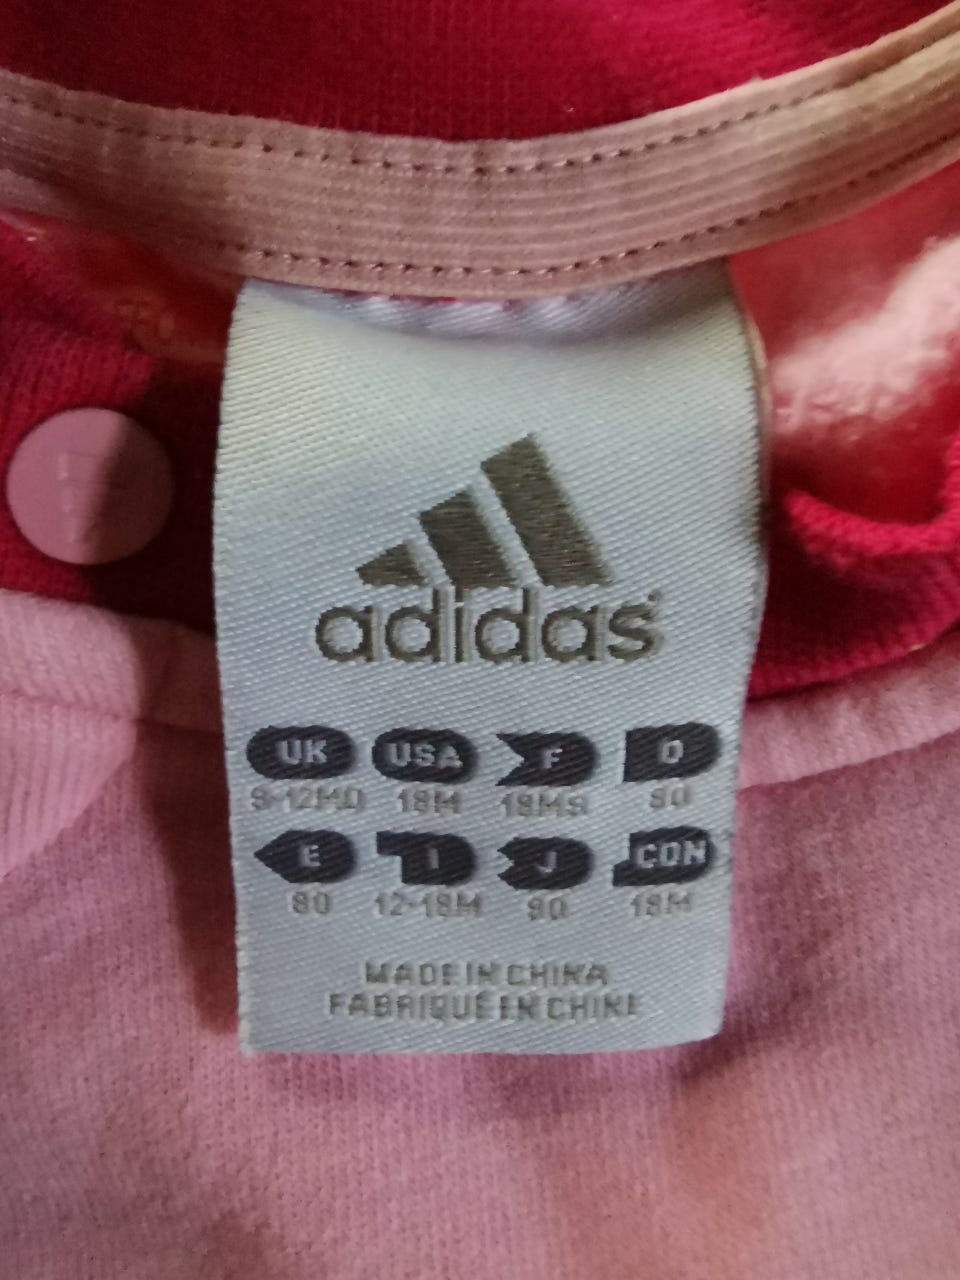 adidas
UK USA F D
9-12MO 18M 18MS 80
E I J CDN
80 12-18M 90 18M
MADE IN CHINA
FABRIQUÉ EN CHINE